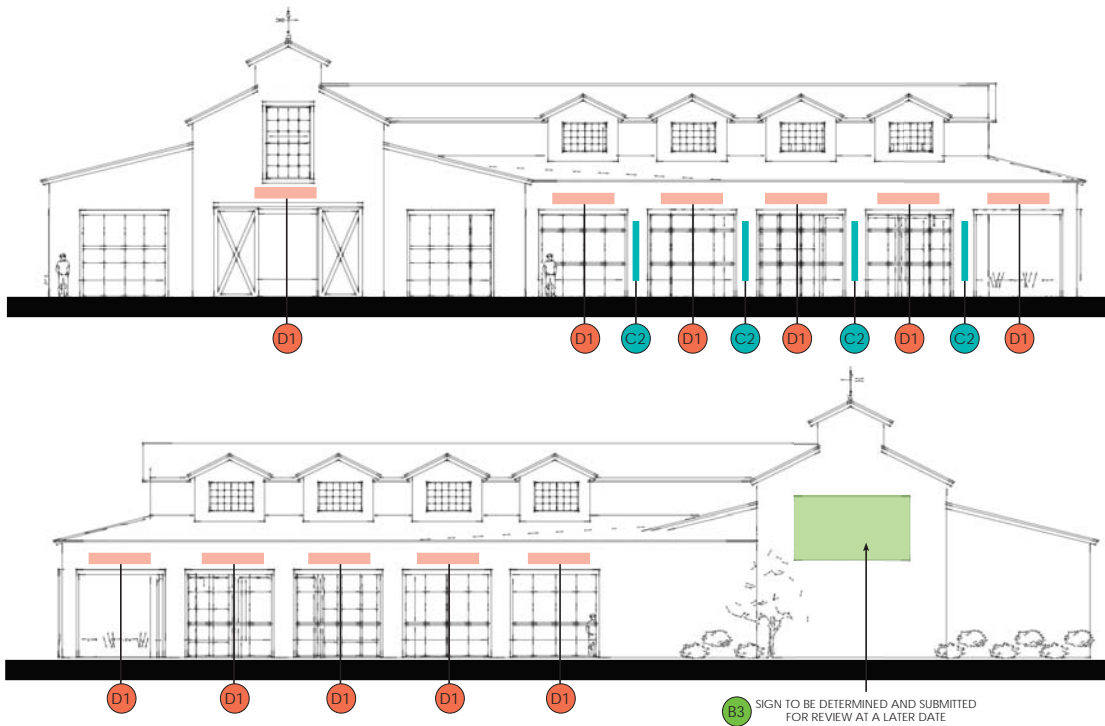 D1 D1 C2 D1 C2 D1 C2 D1 C2 D1
D1 D1 D1 D1 D1
B3 SIGN TO BE DETERMINED AND SUBMITTED
FOR REVIEW AT A LATER DATE